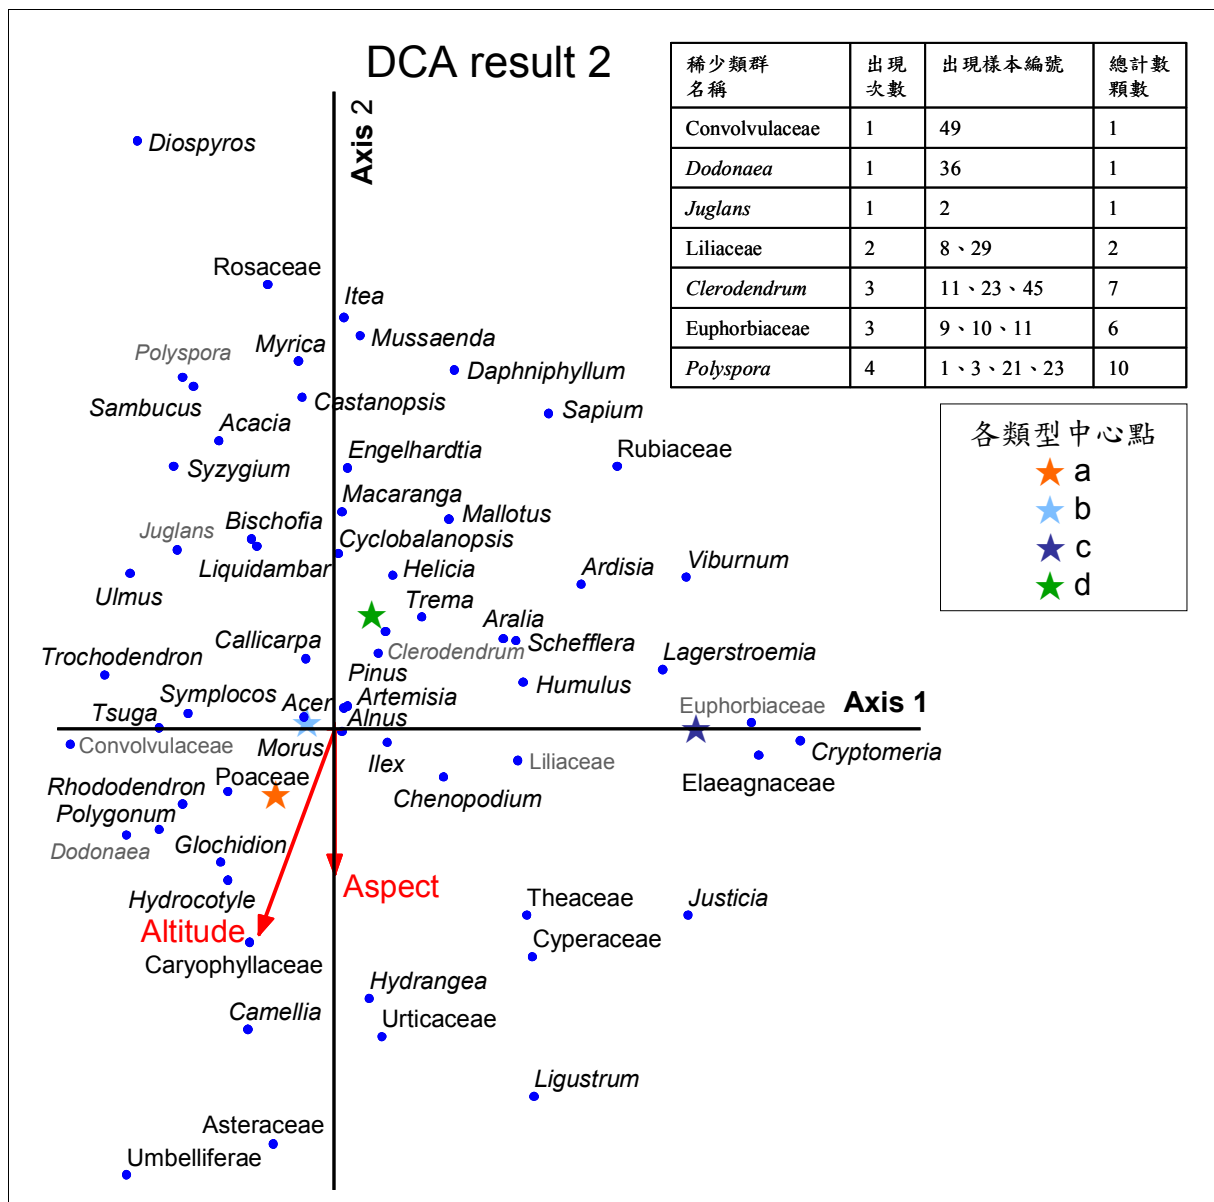 DCA result 2
稀少類群名稱 出現次數 出現樣本編號 總計數顆數
Convolvulaceae 1 49 1
Dodonaea 1 36 1
Juglans 1 2 1
Liliaceae 2 8、29 2
Clerodendrum 3 11、23、45 7
Euphorbiaceae 3 9、10、11 6
Polyspora 4 1、3、21、23 10
各類型中心點
a
b
c
d
Axis 2
Diospyros
Rosaceae
Itea
Mussaenda
Polyspora
Myrica
Daphniphyllum
Sambucus
Castanopsis
Sapium
Acacia
Engelhardtia
Rubiaceae
Syzygium
Macaranga
Mallotus
Juglans
Bischofia
Cyclobalanopsis
Liquidambar
Helicia
Ardisia
Viburnum
Ulmus
Trema
Aralia
Callicarpa
Schefflera
Clerodendrum
Trochodendron
Pinus
Lagerstroemia
Humulus
Symplocos
Acer
Artemisia
Tsuga
Alnus
Euphorbiaceae
Axis 1
Convolvulaceae
Morus
Ilex
Liliaceae
Cryptomeria
Rhododendron
Poaceae
Chenopodium
Elaeagnaceae
Polygonum
Dodonaea
Glochidion
Aspect
Hydrocotyle
Theaceae
Justicia
Altitude
Cyperaceae
Caryophyllaceae
Hydrangea
Camellia
Urticaceae
Ligustrum
Asteraceae
Umbelliferae